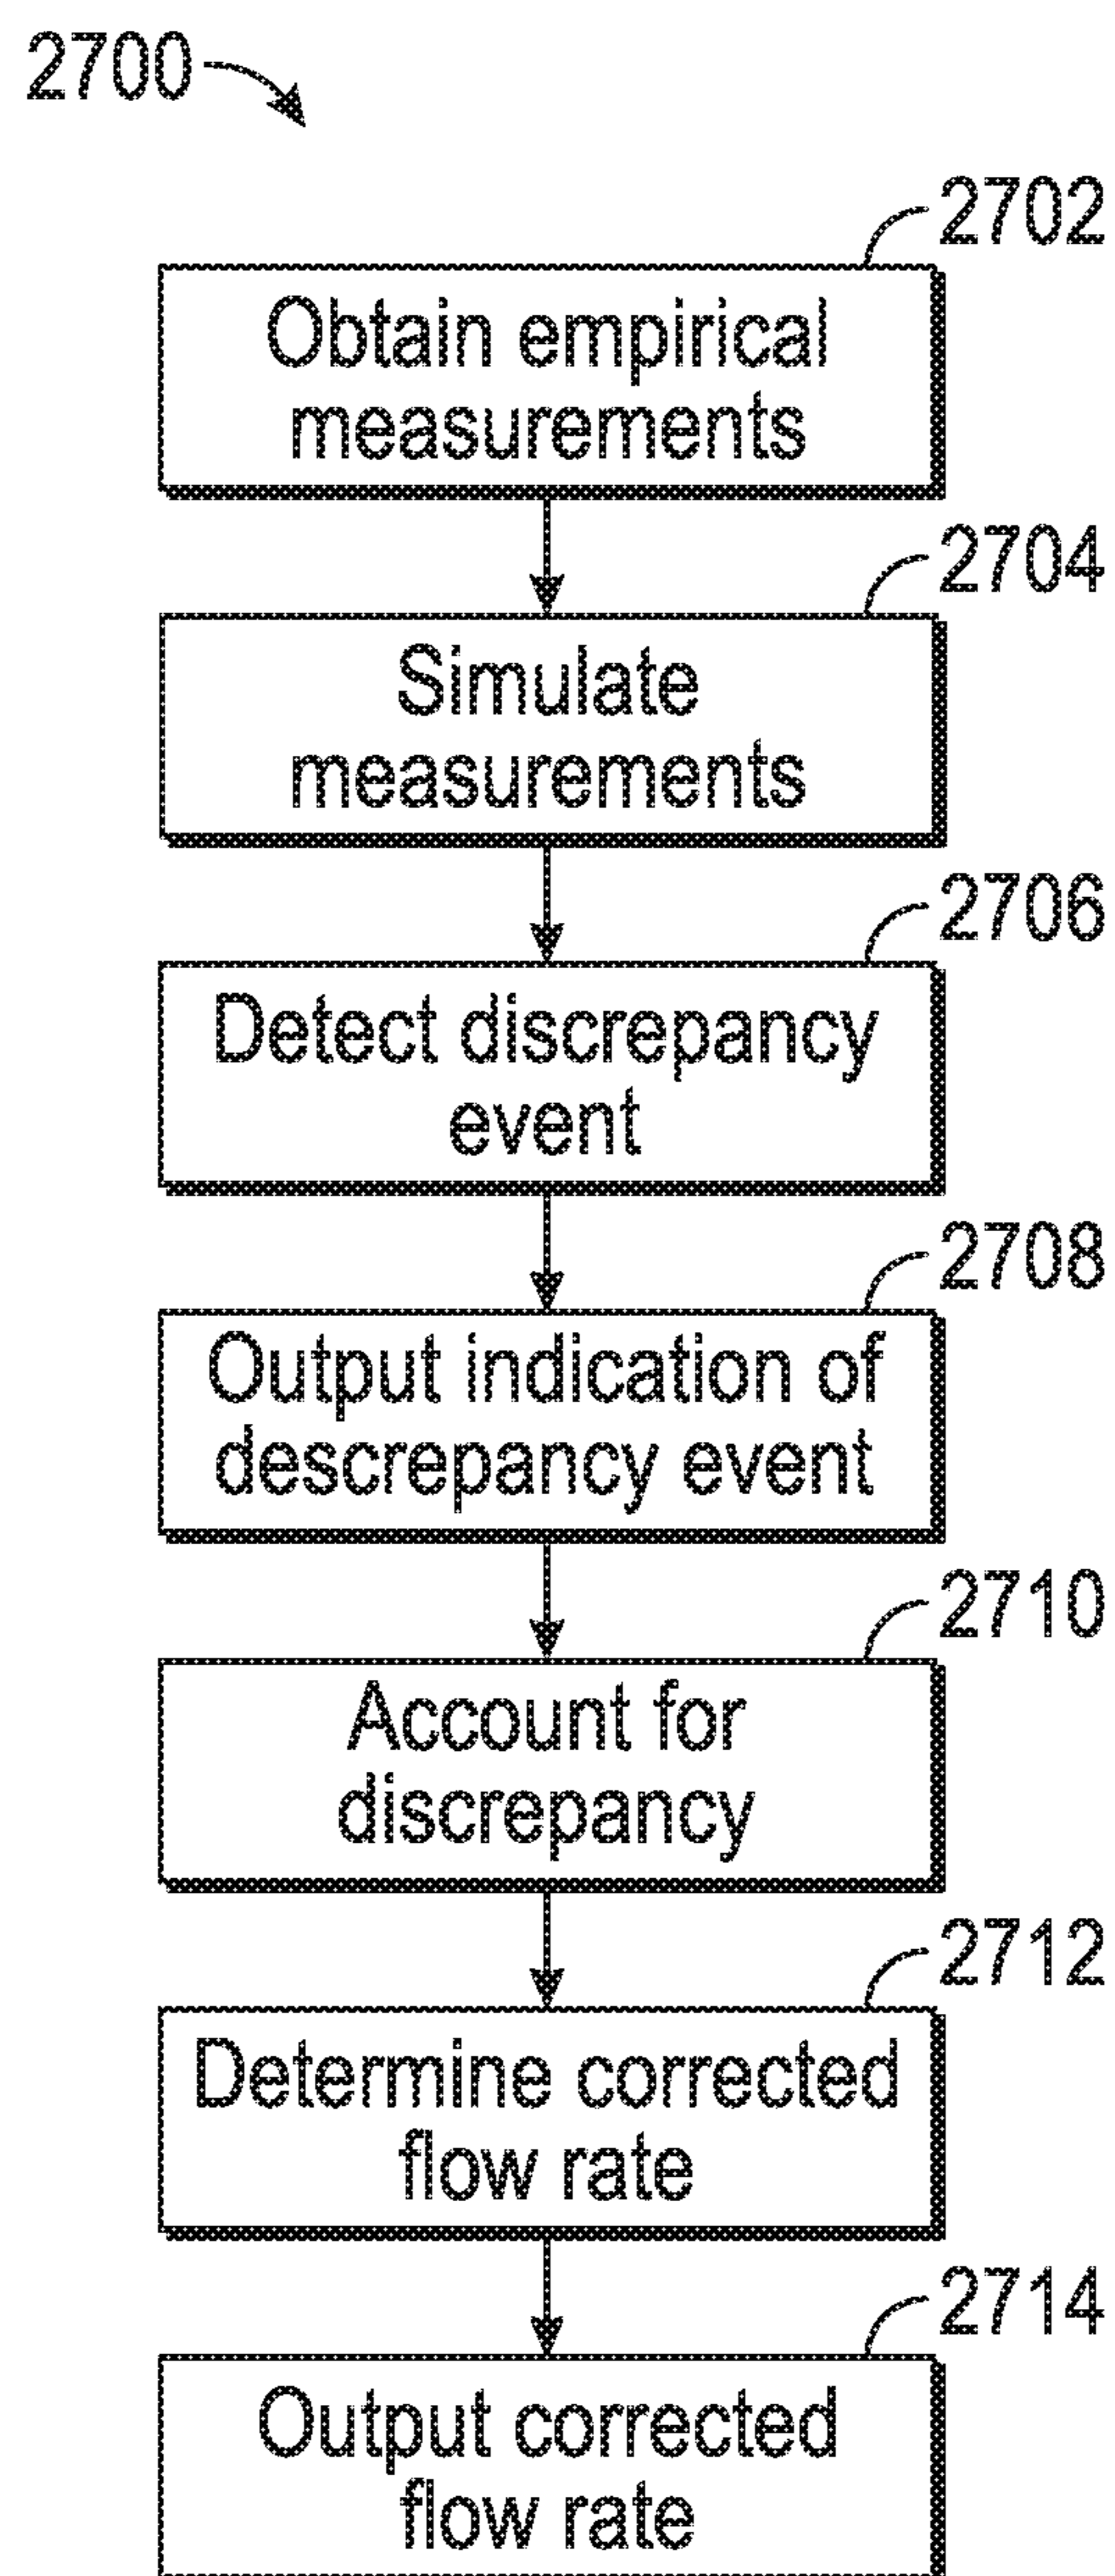 2700
2702
Obtain empirical
measurements
2704
Simulate
measurements
2706
Detect discrepancy
event
2708
Output indication of
descrepancy event
2710
Account for
discrepancy
2712
Determine corrected
flow rate
2714
Output corrected
flow rate